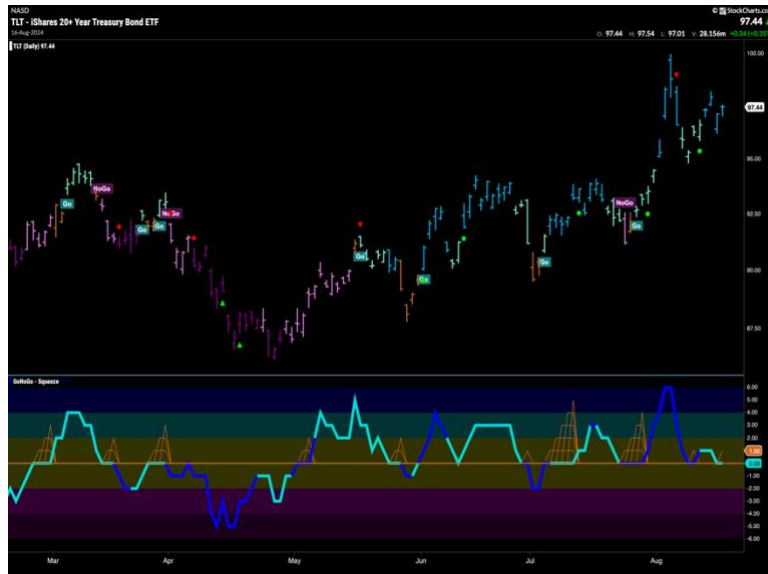 NASD
© StockCharts.co
TLT - iShares 20+ Year Treasury Bond ETF
97.44
16-Aug-2024
O: 97.44 H: 97.54 L: 97.01 V: 28.156m +0.34 (+0.35%
TLT (Daily) 97.44
100.00
97.44
95.00
NoGo
Go
NoGo
NoGo
92.50
Go
Go
Go
Go
Go
90.00
Go
87.50
GoNoGo - Squeeze
6.00
5.00
4.00
3.00
2.00
1.00
0.00
-1.00
-2.00
-3.00
-4.00
-5.00
-6.00
Mar Apr May Jun Jul Aug